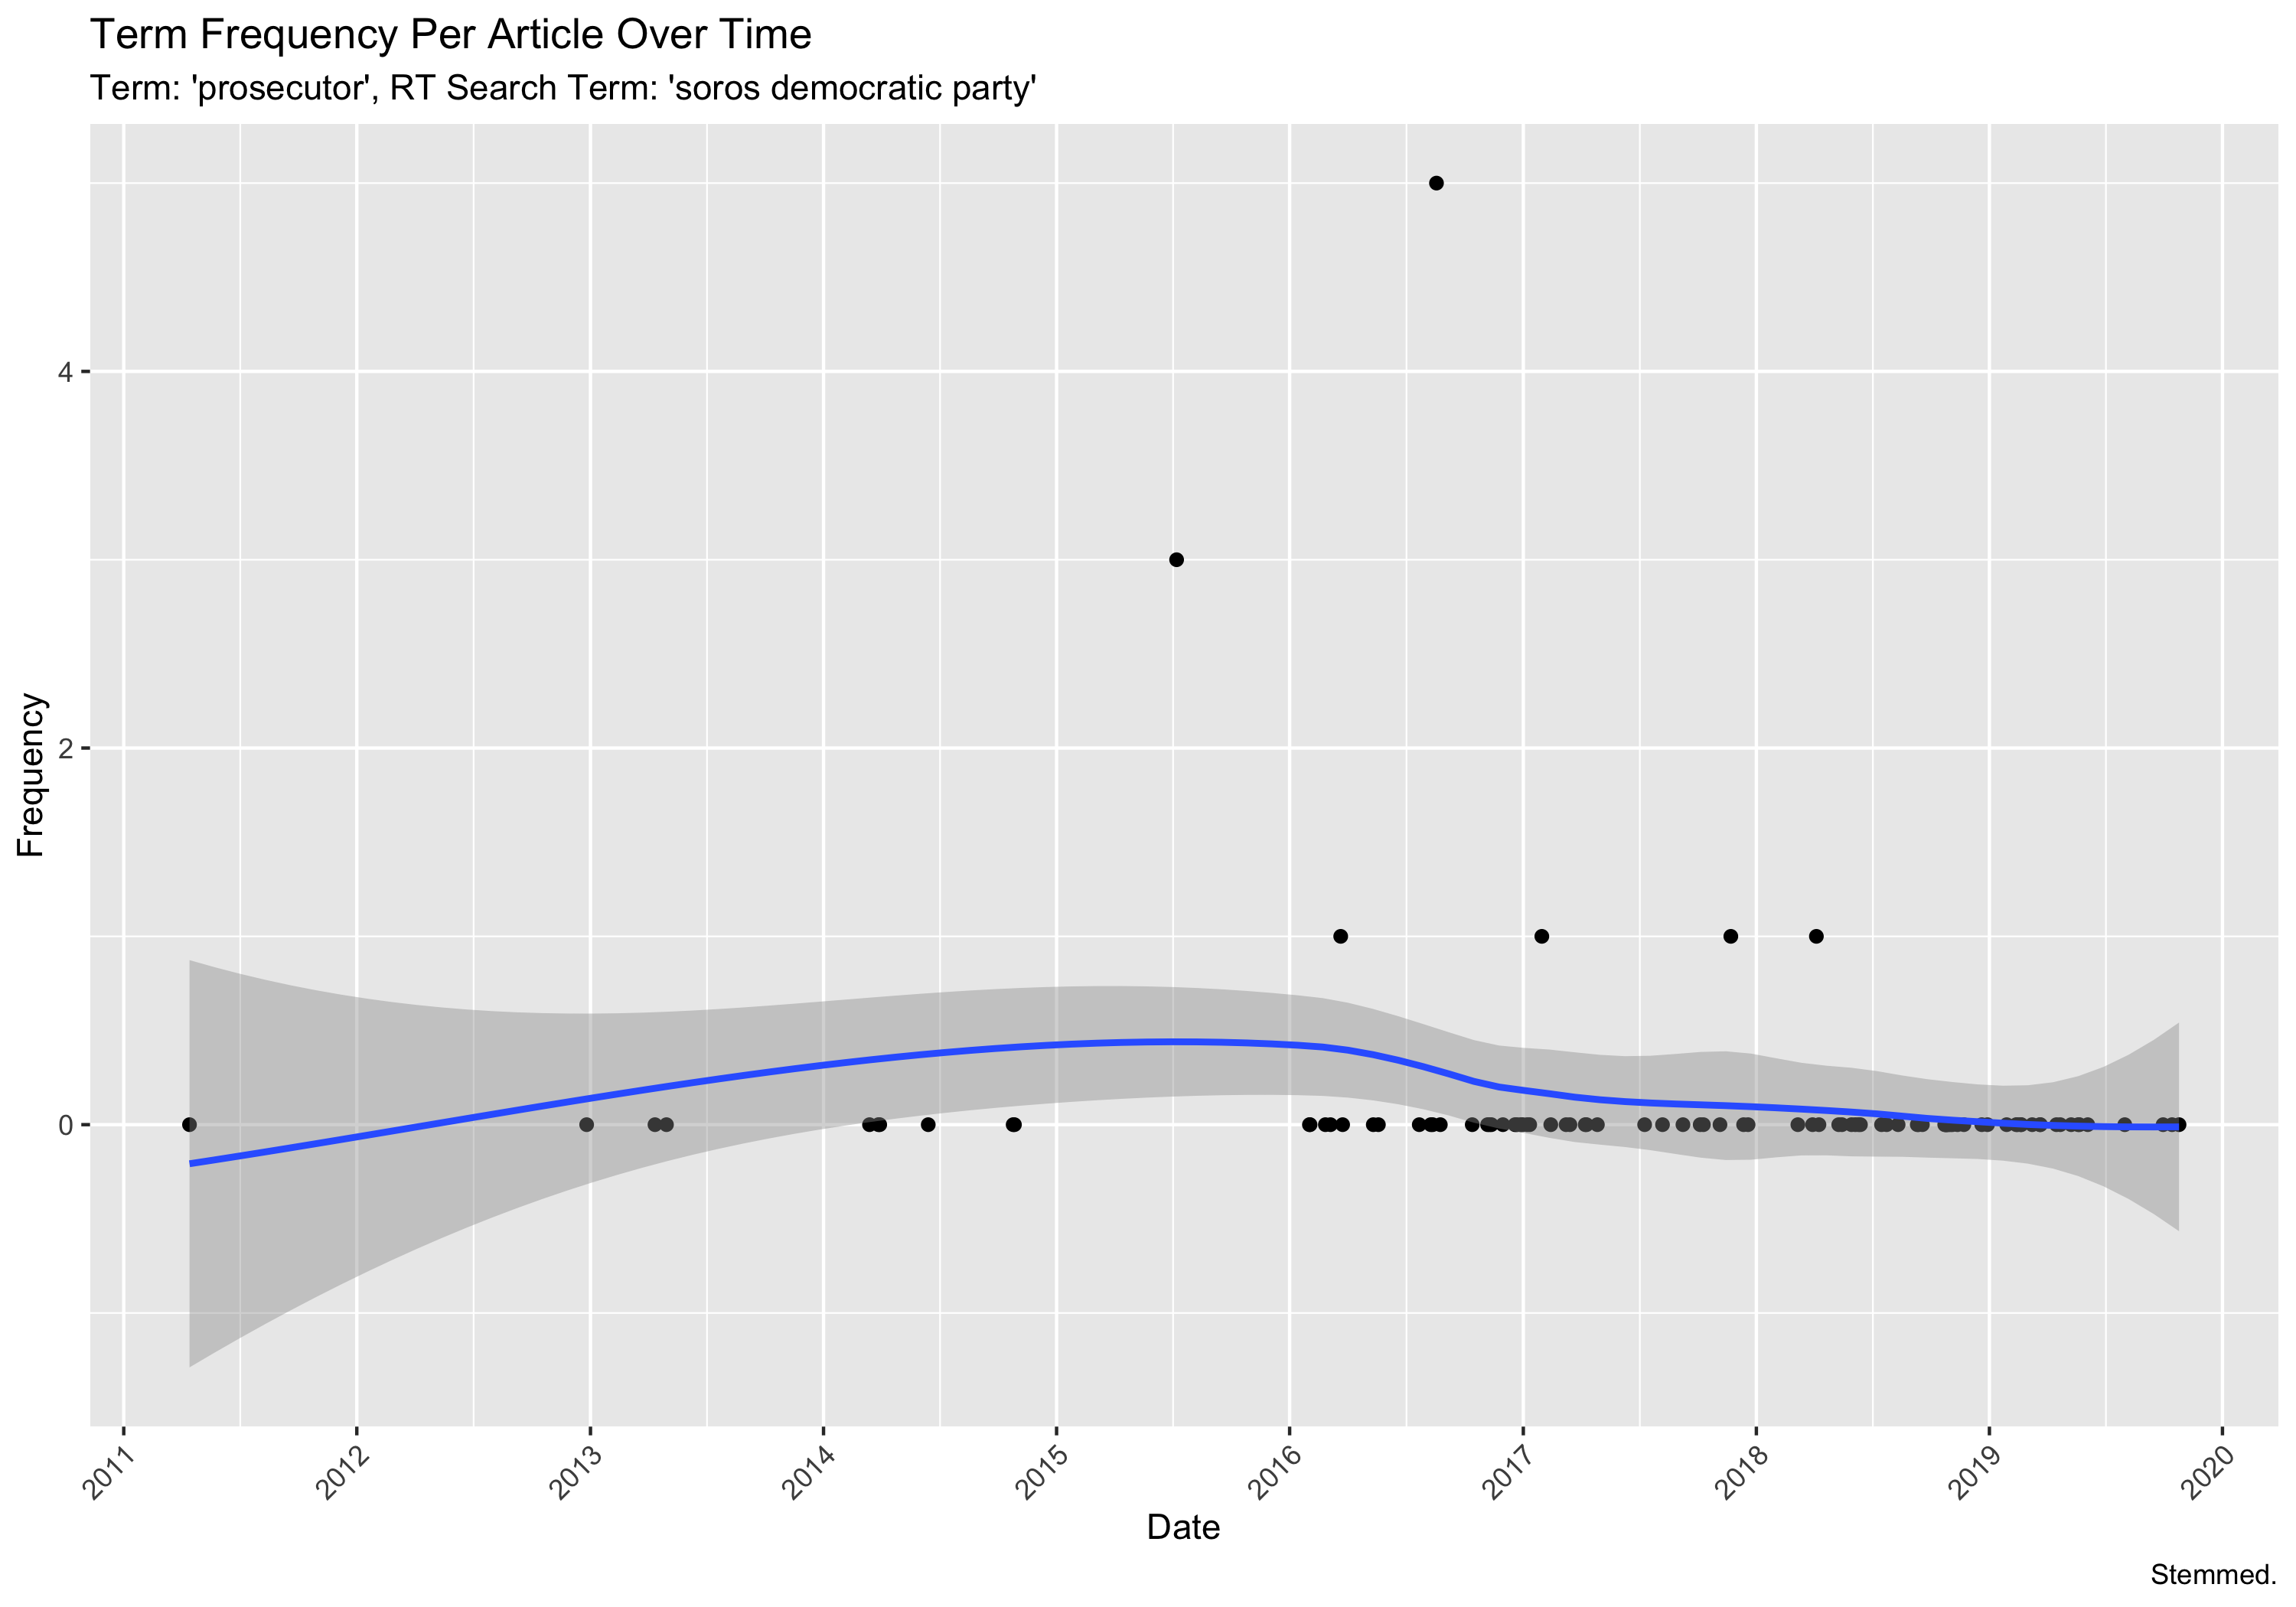 Term Frequency Per Article Over Time
Term: 'prosecutor', RT Search Term: 'soros democratic party'
Frequency
4
2
0
2011
2012
2013
2014
2015
2016
2017
2018
2019
2020
Date
Stemmed.